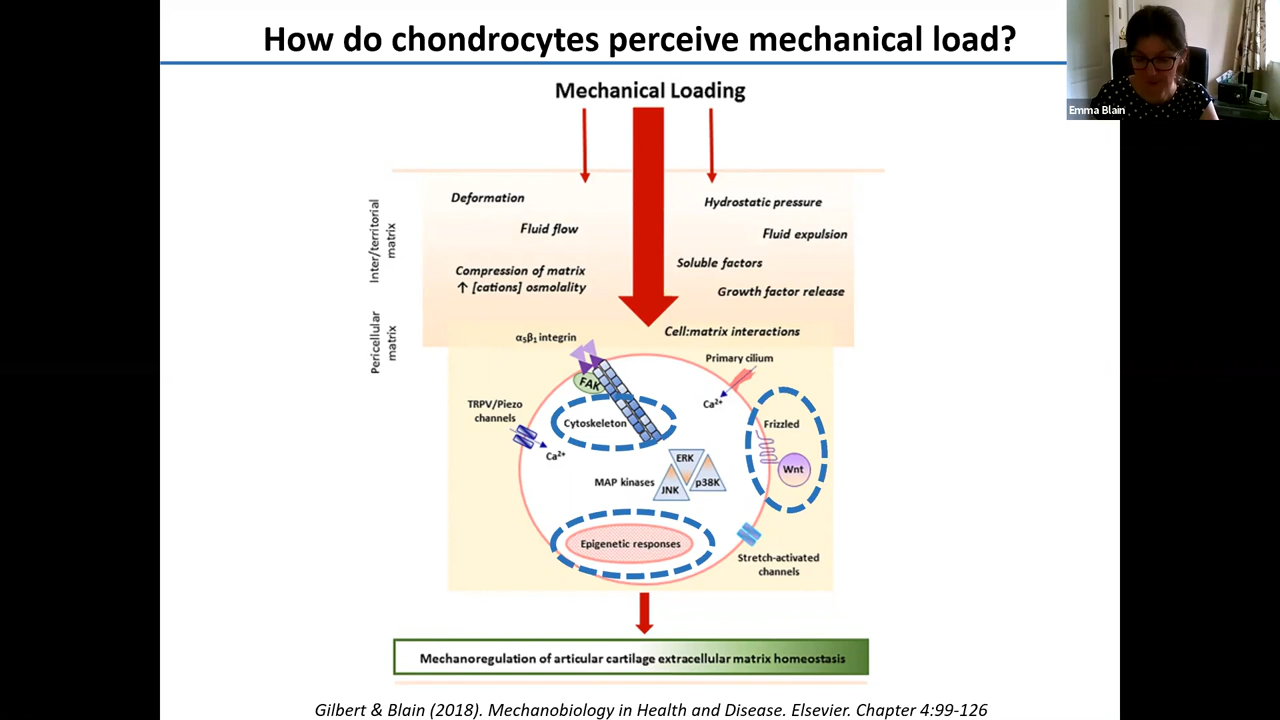 How do chondrocytes perceive mechanical load?
Emma Blain
Mechanical Loading
Inter/territorial
matrix
Deformation
Hydrostatic pressure
Fluid flow
Fluid expulsion
Soluble factors
Compression of matrix
↑ [cations] osmolality
Growth factor release
Pericellular
matrix
Cell:matrix interactions
α₅β₁ integrin
Primary cilium
FAK
Ca²⁺
TRPV/Piezo
channels
Cytoskeleton
Frizzled
Ca²⁺
ERK
Wnt
MAP kinases
JNK
p38K
Epigenetic responses
Stretch-activated
channels
Mechanoregulation of articular cartilage extracellular matrix homeostasis
Gilbert & Blain (2018). Mechanobiology in Health and Disease. Elsevier. Chapter 4:99-126